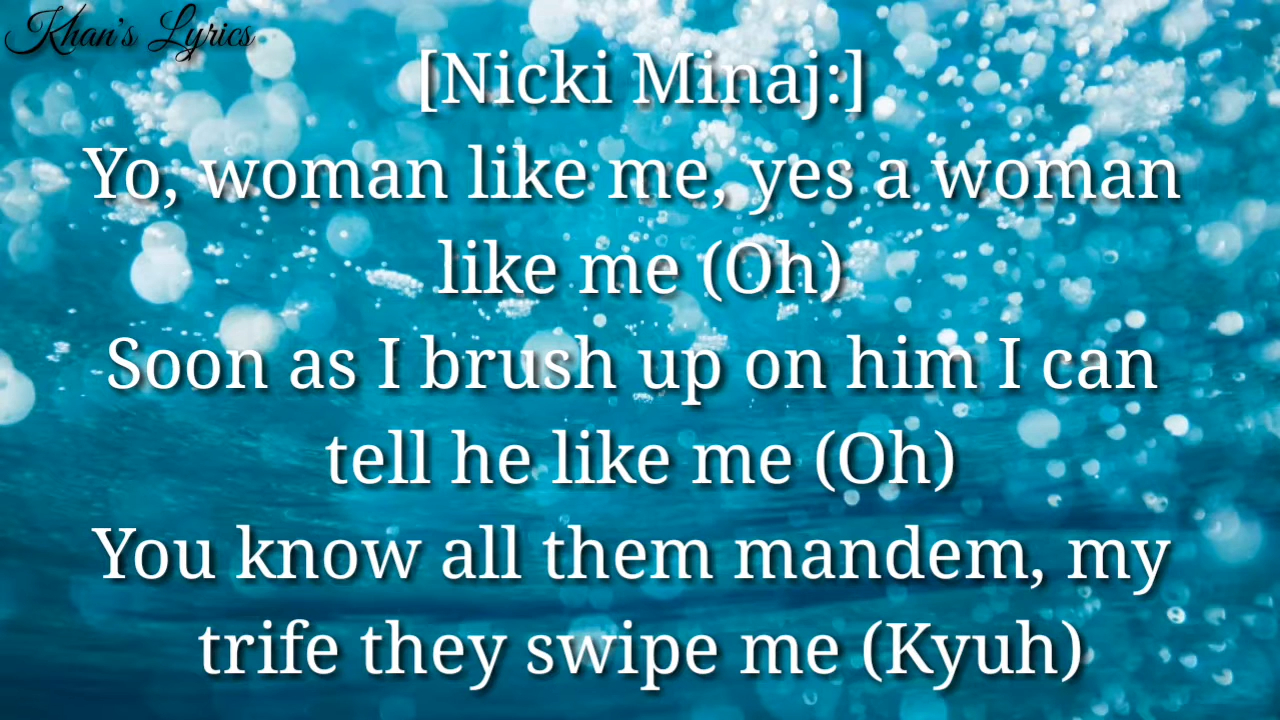 Khan's Lyrics
[Nicki Minaj:]
Yo, woman like me, yes a woman
like me (Oh)
Soon as I brush up on him I can
tell he like me (Oh)
You know all them mandem, my
trife they swipe me (Kyuh)